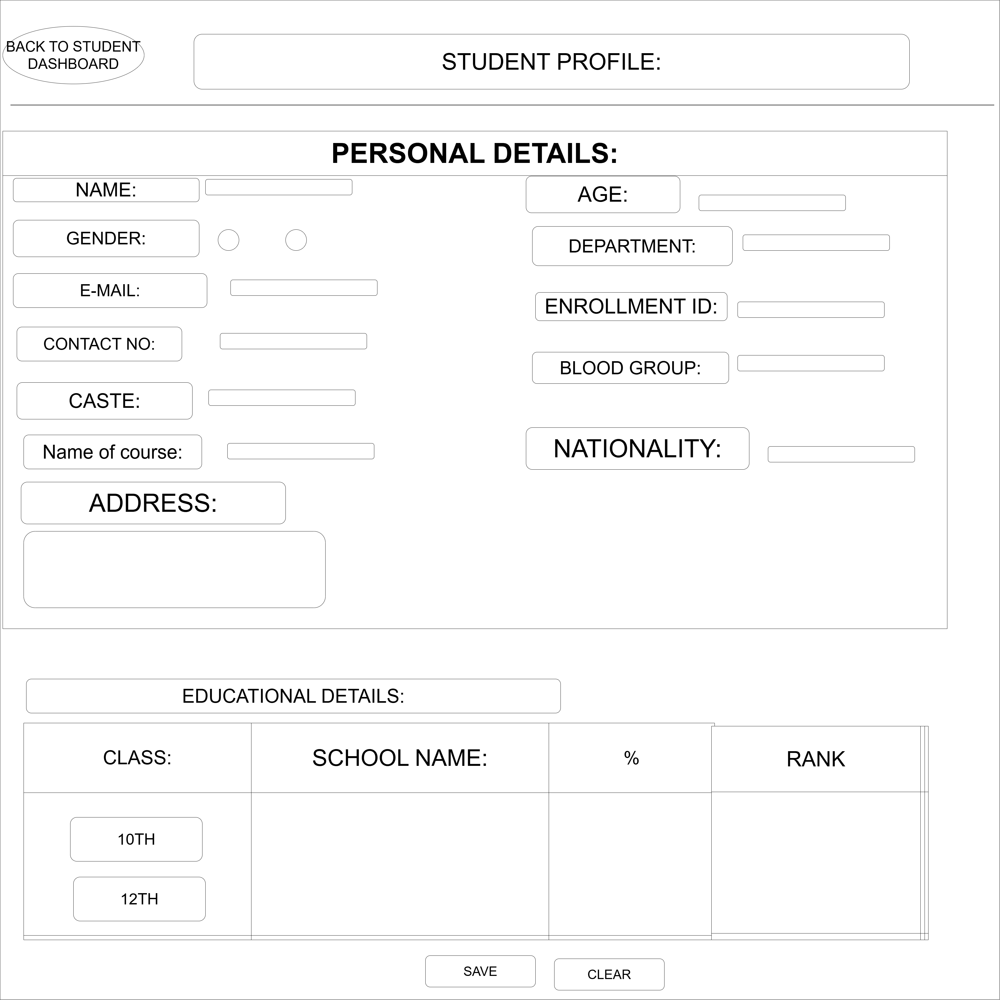 BACK TO STUDENT
DASHBOARD
STUDENT PROFILE:
PERSONAL DETAILS:
NAME:
AGE:
GENDER:
DEPARTMENT:
E-MAIL:
ENROLLMENT ID:
CONTACT NO:
BLOOD GROUP:
CASTE:
Name of course:
NATIONALITY:
ADDRESS:
EDUCATIONAL DETAILS:
CLASS:
SCHOOL NAME:
%
RANK
10TH
12TH
SAVE
CLEAR